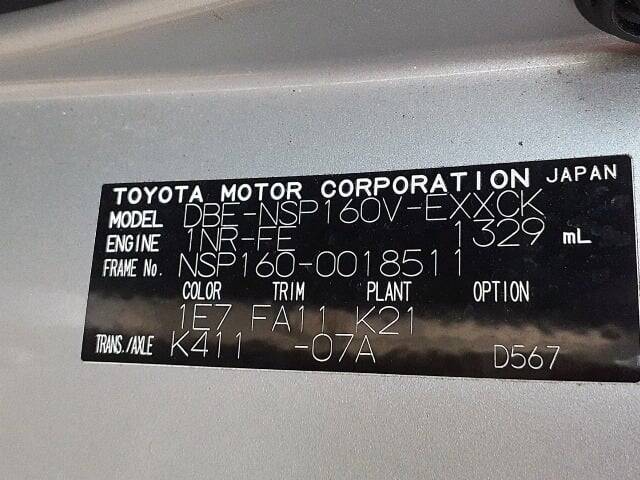 TOYOTA MOTOR CORPORATION JAPAN
MODEL DBE-NSP160V-EXXCK
ENGINE 1NR-FE 1329 mL
FRAME No. NSP160-0018511
COLOR TRIM PLANT OPTION
1E7 FA11 K21
TRANS./AXLE K411 -07A D567